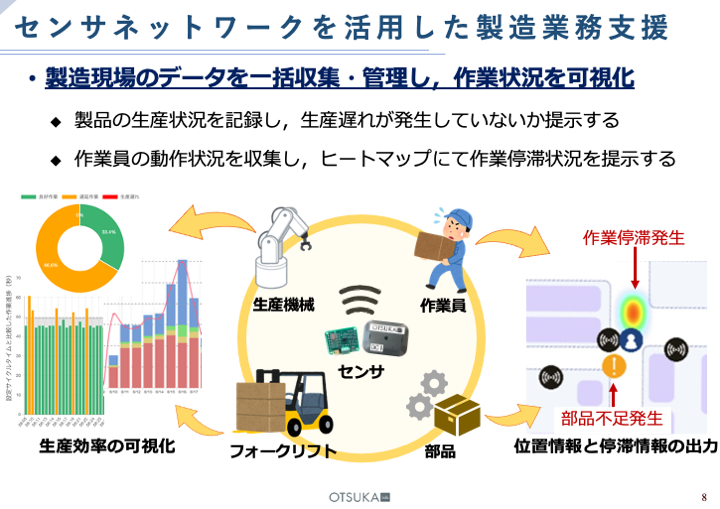 センサネットワークを活用した製造業務支援
• 製造現場のデータを一括収集・管理し，作業状況を可視化
◆ 製品の生産状況を記録し，生産遅れが発生していないか提示する
◆ 作業員の動作状況を収集し，ヒートマップにて作業停滞状況を提示する
生産機械
作業員
OTSUKA
センサ
フォークリフト
部品
生産効率の可視化
作業停滞発生
部品不足発生
位置情報と停滞情報の出力
OTSUKA
8